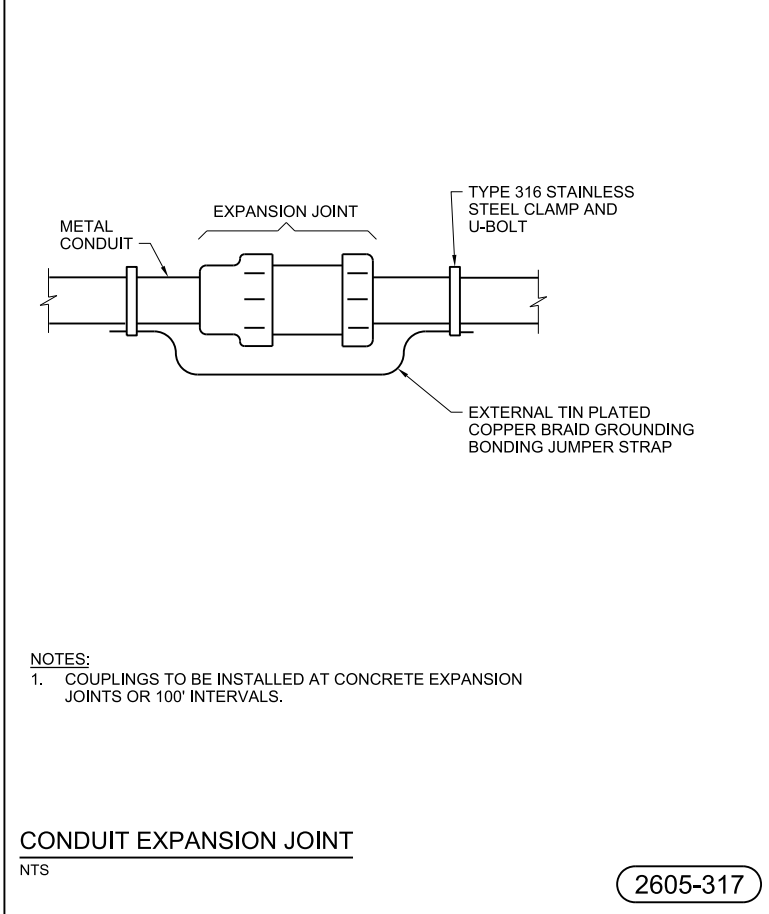 TYPE 316 STAINLESS
STEEL CLAMP AND
U-BOLT
EXPANSION JOINT
METAL
CONDUIT
EXTERNAL TIN PLATED
COPPER BRAID GROUNDING
BONDING JUMPER STRAP
NOTES:
1. COUPLINGS TO BE INSTALLED AT CONCRETE EXPANSION
JOINTS OR 100' INTERVALS.
CONDUIT EXPANSION JOINT
NTS
2605-317